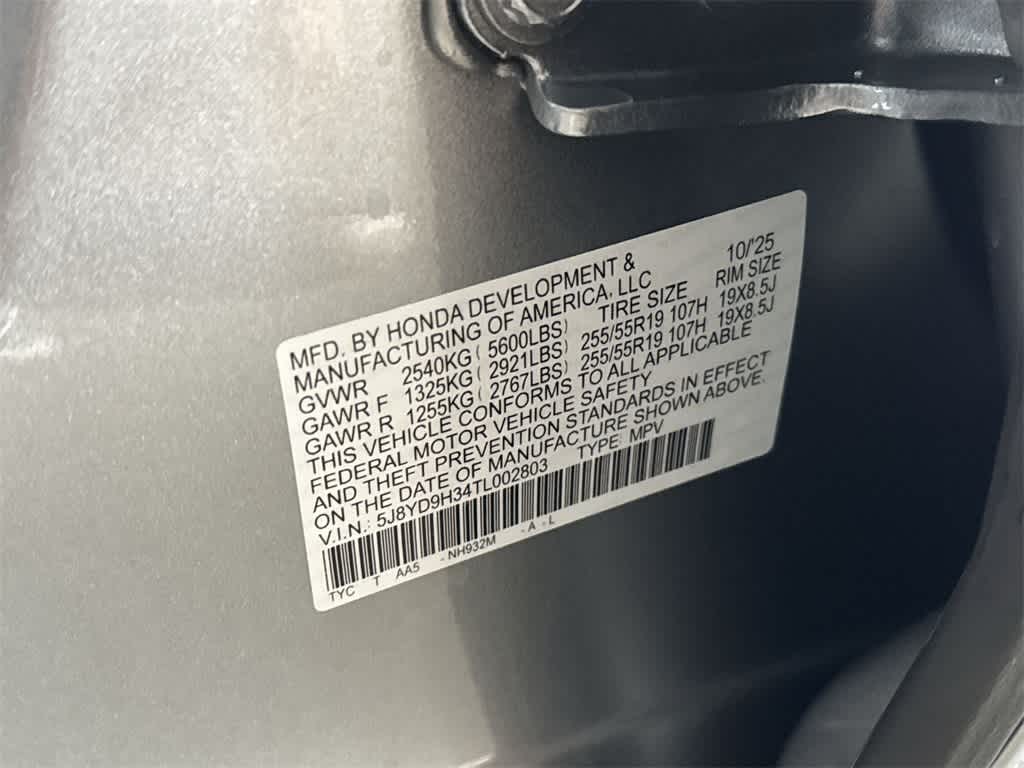 MFD. BY HONDA DEVELOPMENT & 10/'25
MANUFACTURING OF AMERICA, LLC
GVWR 2540KG( 5600LBS) TIRE SIZE RIM SIZE
GAWR F 1325KG( 2921LBS) 255/55R19 107H 19X8.5J
GAWR R 1255KG( 2767LBS) 255/55R19 107H 19X8.5J
THIS VEHICLE CONFORMS TO ALL APPLICABLE
FEDERAL MOTOR VEHICLE SAFETY
AND THEFT PREVENTION STANDARDS IN EFFECT
ON THE DATE OF MANUFACTURE SHOWN ABOVE.
V.I.N.: 5J8YD9H34TL002803 TYPE: MPV
TYC T AA5 - NH932M - A - L